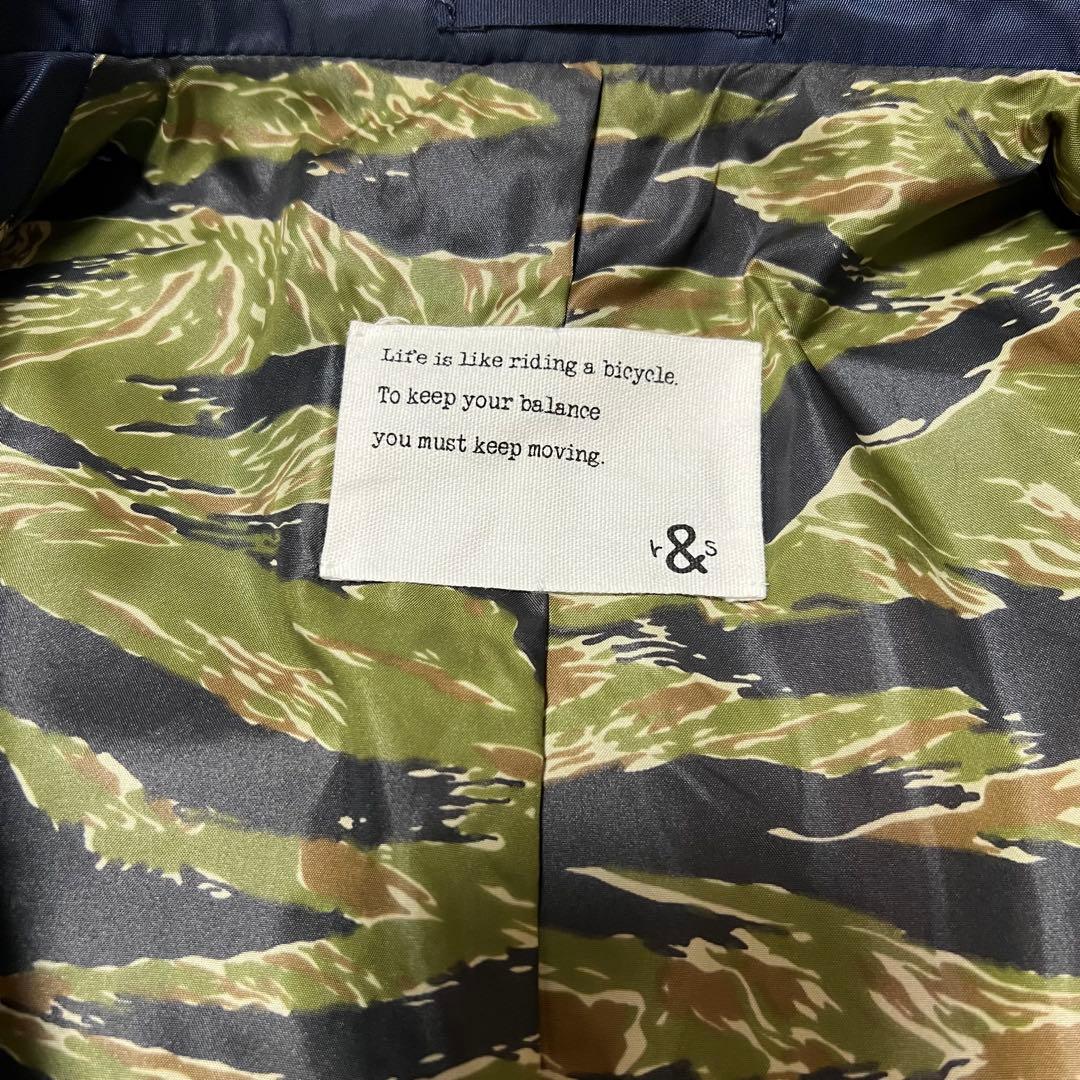 Life is like riding a bicycle.
To keep your balance
you must keep moving.
r&s